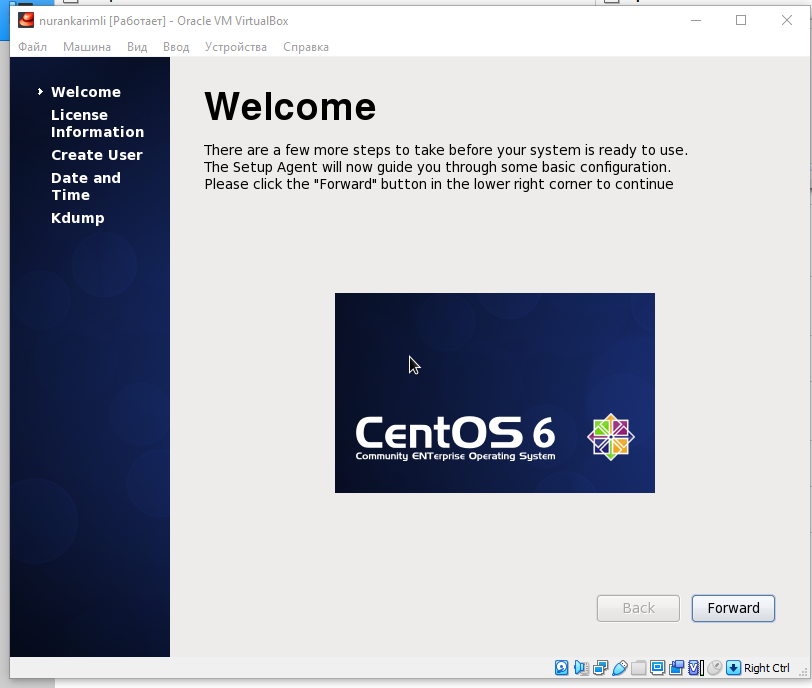 nurankarimli [Работает] - Oracle VM VirtualBox
Файл Машина Вид Ввод Устройства Справка
Welcome
License
Information
Create User
Date and
Time
Kdump
Welcome
There are a few more steps to take before your system is ready to use.
The Setup Agent will now guide you through some basic configuration.
Please click the "Forward" button in the lower right corner to continue
CentOS 6
Community ENTerprise Operating System
Back Forward
Right Ctrl